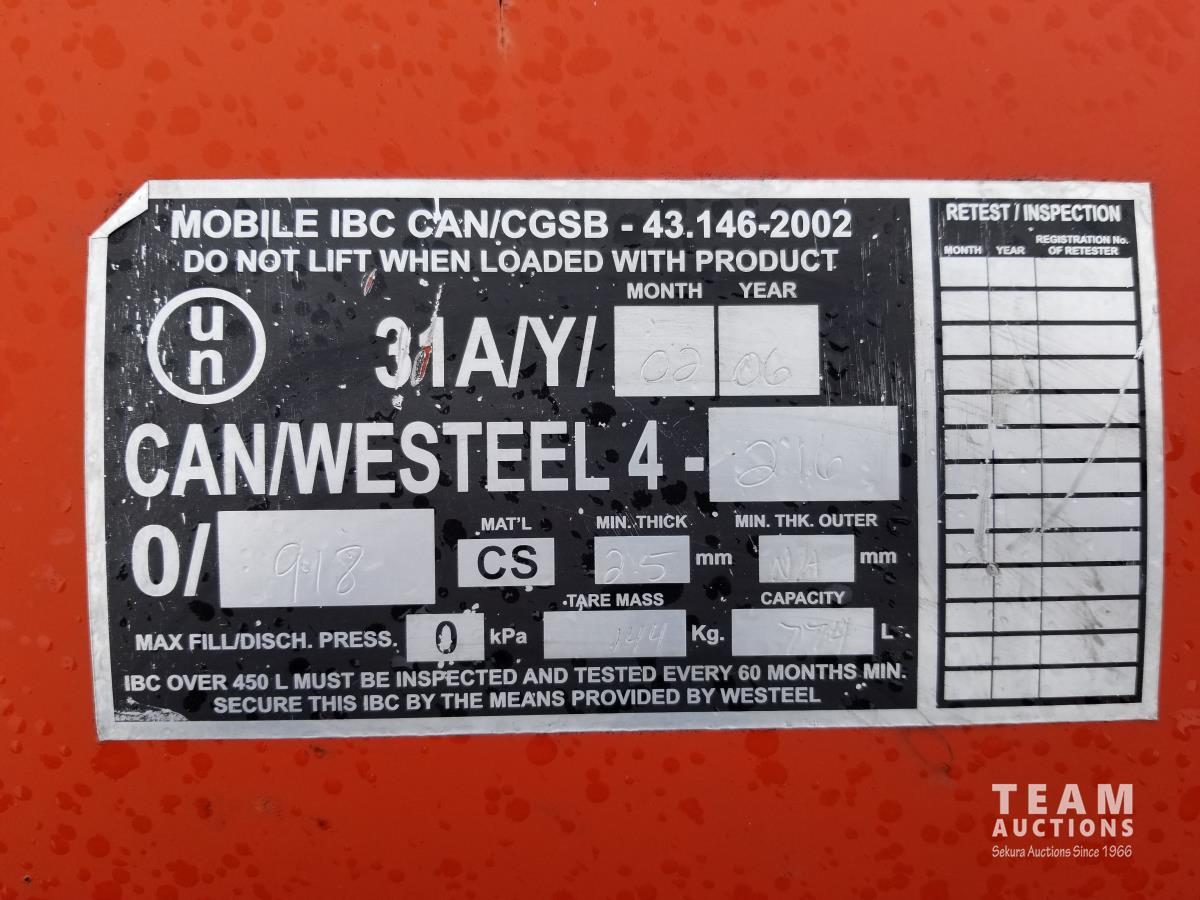 MOBILE IBC CAN/CGSB - 43.146-2002
DO NOT LIFT WHEN LOADED WITH PRODUCT
MONTH YEAR
un
31A/Y/ 02 06
CAN/WESTEEL 4 - 216
0/ 918
MAT'L MIN. THICK MIN. THK. OUTER
CS 2.5 mm N/A mm
TARE MASS CAPACITY
MAX FILL/DISCH. PRESS. 0 kPa 144 Kg. L
IBC OVER 450 L MUST BE INSPECTED AND TESTED EVERY 60 MONTHS MIN.
SECURE THIS IBC BY THE MEANS PROVIDED BY WESTEEL
RETEST / INSPECTION
MONTH YEAR REGISTRATION No. OF RETESTER
TEAM
AUCTIONS
Sekura Auctions Since 1966